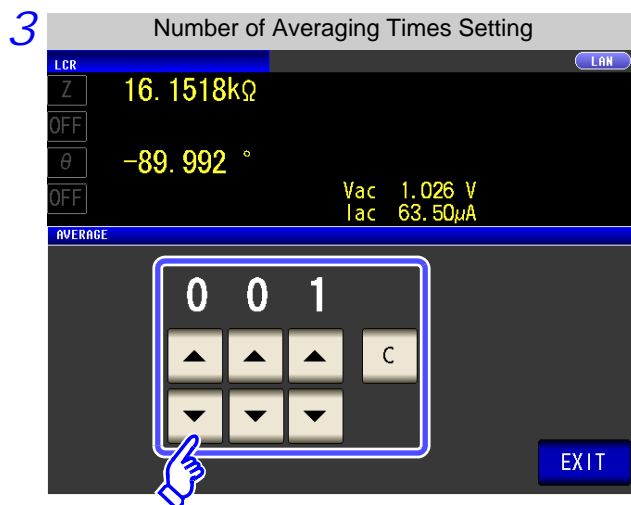 3 Number of Averaging Times Setting
LCR LAN
Z 16.1518kΩ
OFF
θ -89.992 °
OFF Vac 1.026 V
Iac 63.50μA
AVERAGE
0 0 1
C
EXIT